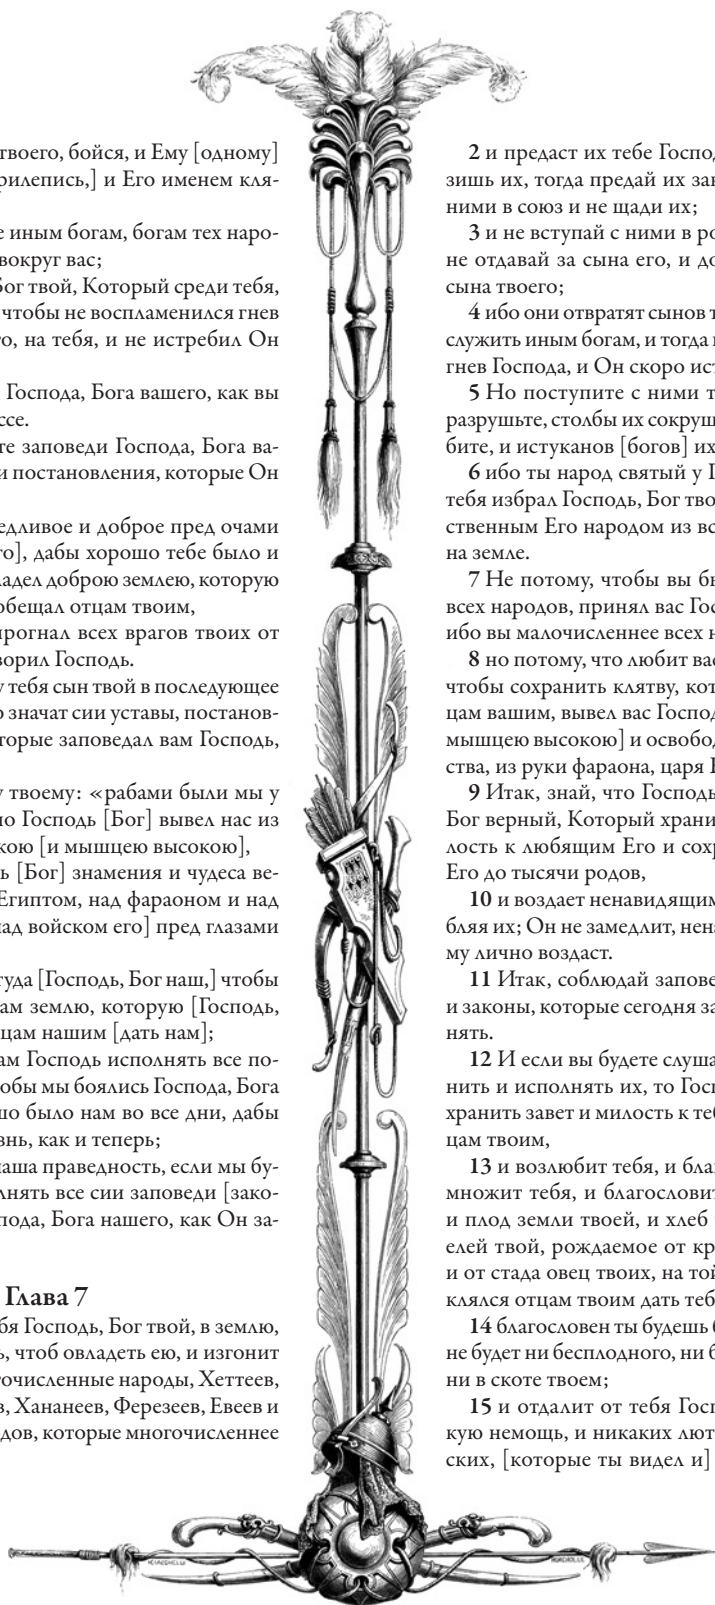 твоего, бойся, и Ему [одному]
рилепись,] и Его именем кля-
е иным богам, богам тех наро-
вокруг вас;
Бог твой, Который среди тебя,
чтобы не воспламенился гнев
го, на тебя, и не истребил Он
Господа, Бога вашего, как вы
ссе.
те заповеди Господа, Бога ва-
и постановления, которые Он
едливое и доброе пред очами
го], дабы хорошо тебе было и
ладел доброю землею, которую
обещал отцам твоим,
прогнал всех врагов твоих от
ворил Господь.
у тебя сын твой в последующее
о значат сии уставы, постанов-
торые заповедал вам Господь,
у твоему: «рабами были мы у
но Господь [Бог] вывел нас из
кою [и мышцею высокою],
ь [Бог] знамения и чудеса ве-
Египтом, над фараоном и над
над войском его] пред глазами
туда [Господь, Бог наш,] чтобы
ам землю, которую [Господь,
цам нашим [дать нам];
ам Господь исполнять все по-
обы мы боялись Господа, Бога
шо было нам во все дни, дабы
знь, как и теперь;
наша праведность, если мы бу-
лнять все сии заповеди [зако-
пода, Бога нашего, как Он за-
Глава 7
бя Господь, Бог твой, в землю,
ь, чтоб овладеть ею, и изгонит
гочисленные народы, Хеттеев,
в, Хананеев, Ферезеев, Евеев и
дов, которые многочисленнее
2 и предаст их тебе Господ
зишь их, тогда предай их зак
ними в союз и не щади их;
3 и не вступай с ними в ро
не отдавай за сына его, и до
сына твоего;
4 ибо они отвратят сынов т
служить иным богам, и тогда в
гнев Господа, и Он скоро ист
5 Но поступите с ними т
разрушьте, столбы их сокруш
бите, и истуканов [богов] их
6 ибо ты народ святый у Г
тебя избрал Господь, Бог тво
ственным Его народом из вс
на земле.
7 Не потому, чтобы вы бы
всех народов, принял вас Гос
ибо вы малочисленнее всех н
8 но потому, что любит вас
чтобы сохранить клятву, кот
цам вашим, вывел вас Господ
мышцею высокою] и освобод
ства, из руки фараона, царя Е
9 Итак, знай, что Господь
Бог верный, Который храни
лость к любящим Его и сохр
Его до тысячи родов,
10 и воздает ненавидящим
бляя их; Он не замедлит, нена
му лично воздаст.
11 Итак, соблюдай запове
и законы, которые сегодня за
нять.
12 И если вы будете слуша
нить и исполнять их, то Госп
хранить завет и милость к теб
цам твоим,
13 и возлюбит тебя, и благ
множит тебя, и благословит
и плод земли твоей, и хлеб
елей твой, рождаемое от кр
и от стада овец твоих, на той
клялся отцам твоим дать теб
14 благословен ты будешь б
не будет ни бесплодного, ни б
ни в скоте твоем;
15 и отдалит от тебя Госп
кую немощь, и никаких лют
ских, [которые ты видел и]